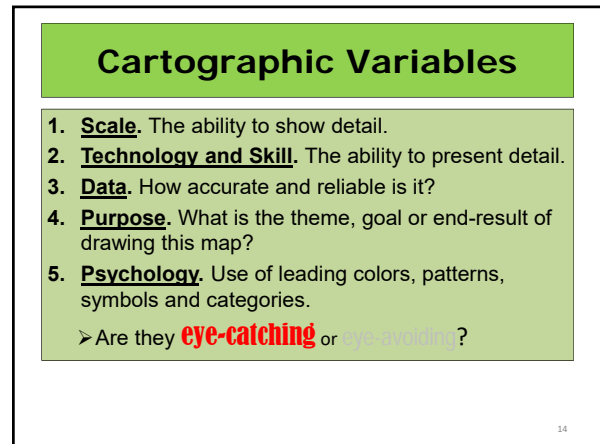 Cartographic Variables
1. Scale. The ability to show detail.
2. Technology and Skill. The ability to present detail.
3. Data. How accurate and reliable is it?
4. Purpose. What is the theme, goal or end-result of
drawing this map?
5. Psychology. Use of leading colors, patterns,
symbols and categories.
➢Are they eye-catching or eye-avoiding?
14